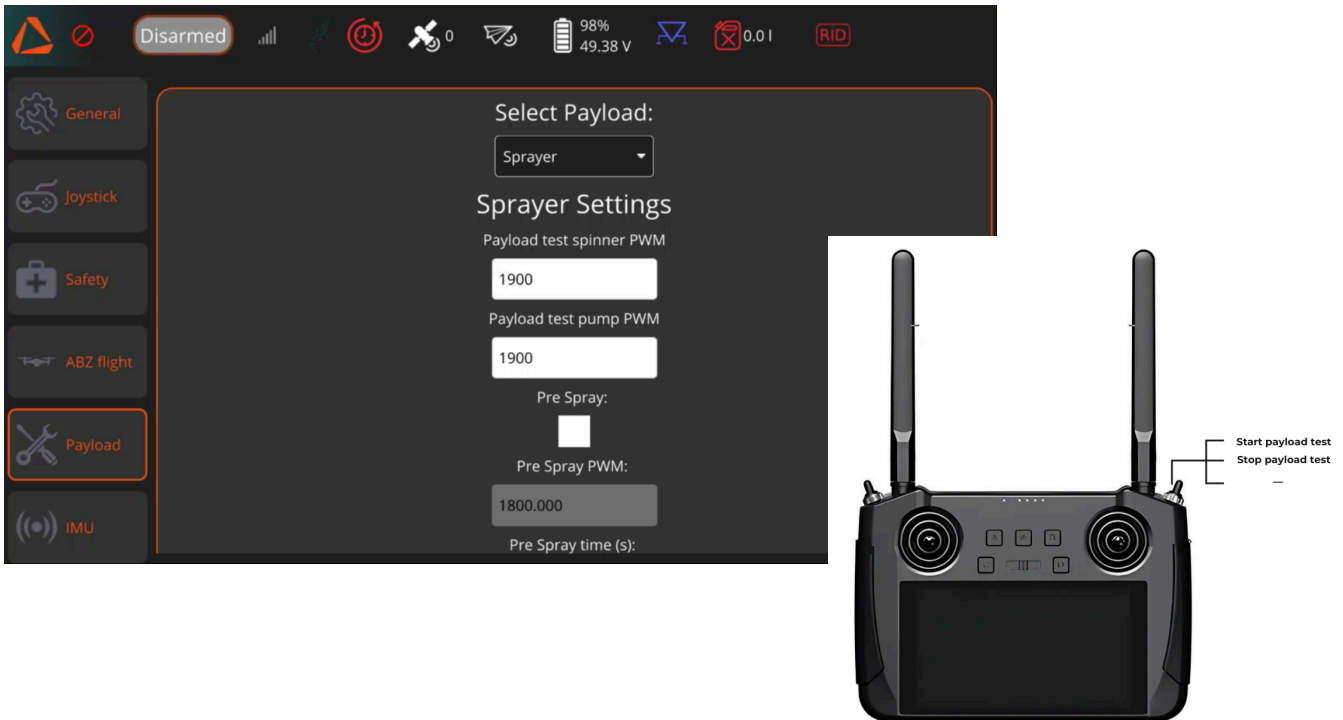 Disarmed
0
98%
49.38 V
0.0 l
RID
General
Joystick
Safety
ABZ flight
Payload
IMU
Select Payload:
Sprayer
Sprayer Settings
Payload test spinner PWM
1900
Payload test pump PWM
1900
Pre Spray:
Pre Spray PWM:
1800.000
Pre Spray time (s):
Start payload test
Stop payload test
—